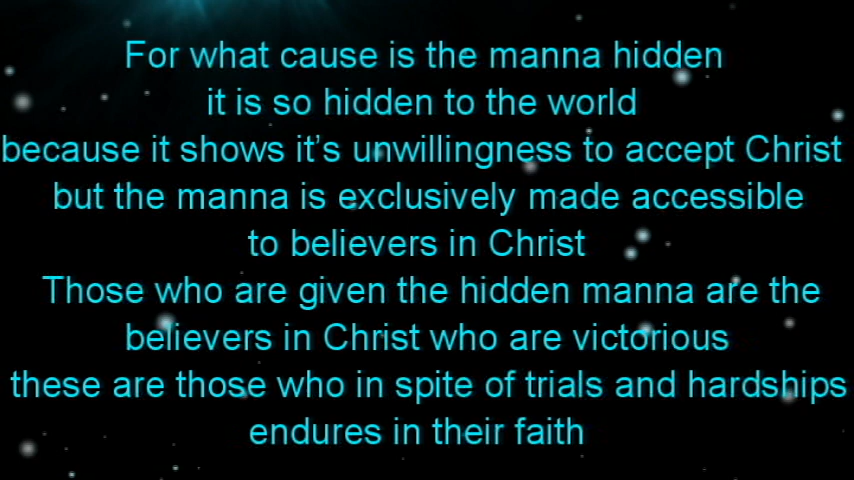 For what cause is the manna hidden
it is so hidden to the world
because it shows it’s unwillingness to accept Christ
but the manna is exclusively made accessible
to believers in Christ
Those who are given the hidden manna are the
believers in Christ who are victorious
these are those who in spite of trials and hardships
endures in their faith